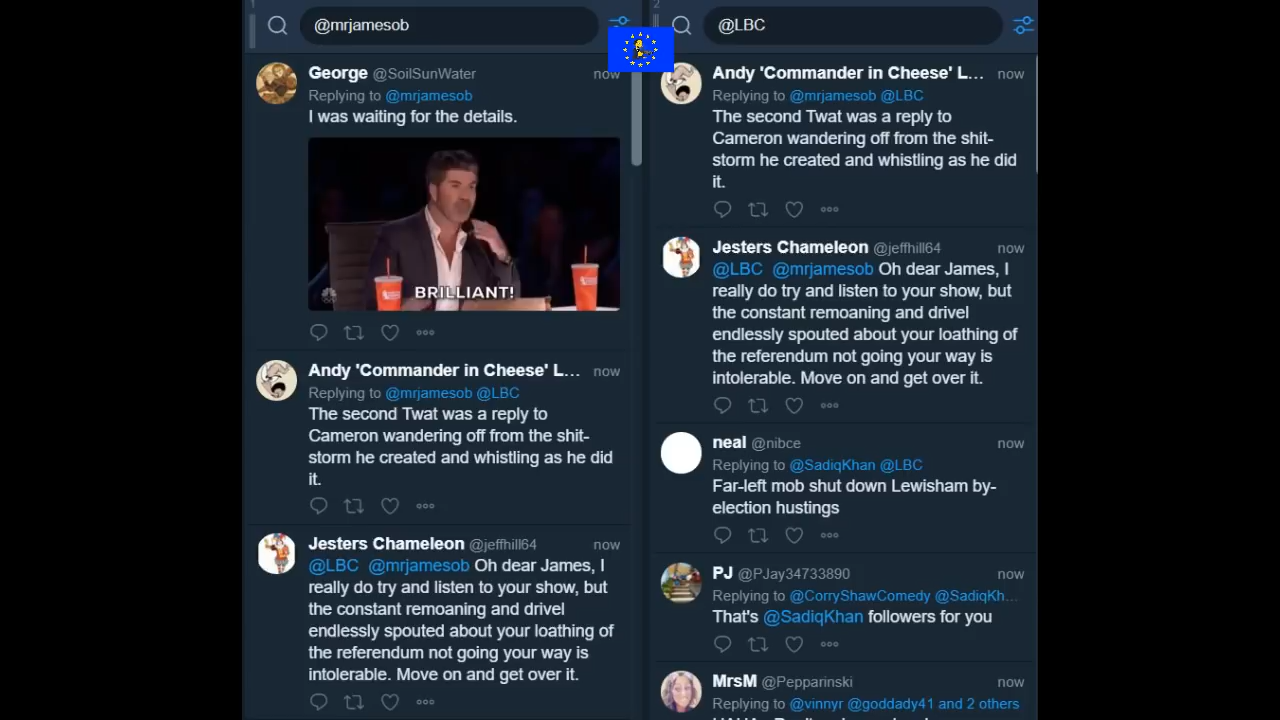 1
@mrjamesob
George @SoilSunWater now
Replying to @mrjamesob
I was waiting for the details.
BRILLIANT!
Andy 'Commander in Cheese' L... now
Replying to @mrjamesob @LBC
The second Twat was a reply to
Cameron wandering off from the shit-
storm he created and whistling as he did
it.
Jesters Chameleon @jeffhill64 now
@LBC @mrjamesob Oh dear James, I
really do try and listen to your show, but
the constant remoaning and drivel
endlessly spouted about your loathing of
the referendum not going your way is
intolerable. Move on and get over it.
2
@LBC
Andy 'Commander in Cheese' L... now
Replying to @mrjamesob @LBC
The second Twat was a reply to
Cameron wandering off from the shit-
storm he created and whistling as he did
it.
Jesters Chameleon @jeffhill64 now
@LBC @mrjamesob Oh dear James, I
really do try and listen to your show, but
the constant remoaning and drivel
endlessly spouted about your loathing of
the referendum not going your way is
intolerable. Move on and get over it.
neal @nibce now
Replying to @SadiqKhan @LBC
Far-left mob shut down Lewisham by-
election hustings
PJ @PJay34733890 now
Replying to @CorryShawComedy @SadiqKh...
That's @SadiqKhan followers for you
MrsM @Pepparinski now
Replying to @vinnyr @goddady41 and 2 others